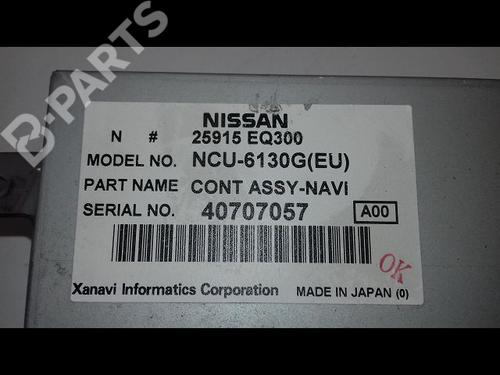 B-PARTS
NISSAN
N # 25915 EQ300
MODEL NO. NCU-6130G(EU)
PART NAME CONT ASSY-NAVI
SERIAL NO. 40707057 A00
OK
Xanavi Informatics Corporation MADE IN JAPAN (0)